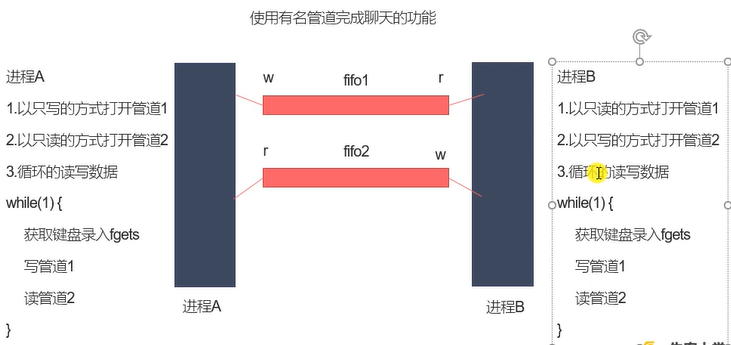 使用有名管道完成聊天的功能
进程A
1.以只写的方式打开管道1
2.以只读的方式打开管道2
3.循环的读写数据
while(1) {
获取键盘录入fgets
写管道1
读管道2
}
w
fifo1
r
r
fifo2
w
进程A
进程B
进程B
1.以只读的方式打开管道1
2.以只写的方式打开管道2
3.循环的读写数据
while(1) {
获取键盘录入fgets
写管道1
读管道2
}